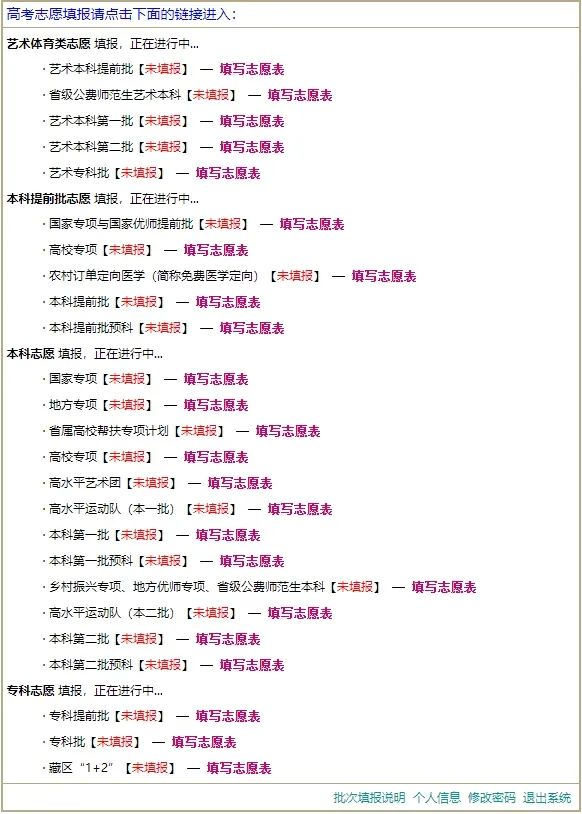 高考志愿填报请点击下面的链接进入：
艺术体育类志愿 填报，正在进行中...
· 艺术本科提前批【未填报】 — 填写志愿表
· 省级公费师范生艺术本科【未填报】 — 填写志愿表
· 艺术本科第一批【未填报】 — 填写志愿表
· 艺术本科第二批【未填报】 — 填写志愿表
· 艺术专科批【未填报】 — 填写志愿表
本科提前批志愿 填报，正在进行中...
· 国家专项与国家优师提前批【未填报】 — 填写志愿表
· 高校专项【未填报】 — 填写志愿表
· 农村订单定向医学（简称免费医学定向）【未填报】 — 填写志愿表
· 本科提前批【未填报】 — 填写志愿表
· 本科提前批预科【未填报】 — 填写志愿表
本科志愿 填报，正在进行中...
· 国家专项【未填报】 — 填写志愿表
· 地方专项【未填报】 — 填写志愿表
· 省属高校帮扶专项计划【未填报】 — 填写志愿表
· 高校专项【未填报】 — 填写志愿表
· 高水平艺术团【未填报】 — 填写志愿表
· 高水平运动队（本一批）【未填报】 — 填写志愿表
· 本科第一批【未填报】 — 填写志愿表
· 本科第一批预科【未填报】 — 填写志愿表
· 乡村振兴专项、地方优师专项、省级公费师范生本科【未填报】 — 填写志愿表
· 高水平运动队（本二批）【未填报】 — 填写志愿表
· 本科第二批【未填报】 — 填写志愿表
· 本科第二批预科【未填报】 — 填写志愿表
专科志愿 填报，正在进行中...
· 专科提前批【未填报】 — 填写志愿表
· 专科批【未填报】 — 填写志愿表
· 藏区“1+2”【未填报】 — 填写志愿表
批次填报说明 个人信息 修改密码 退出系统